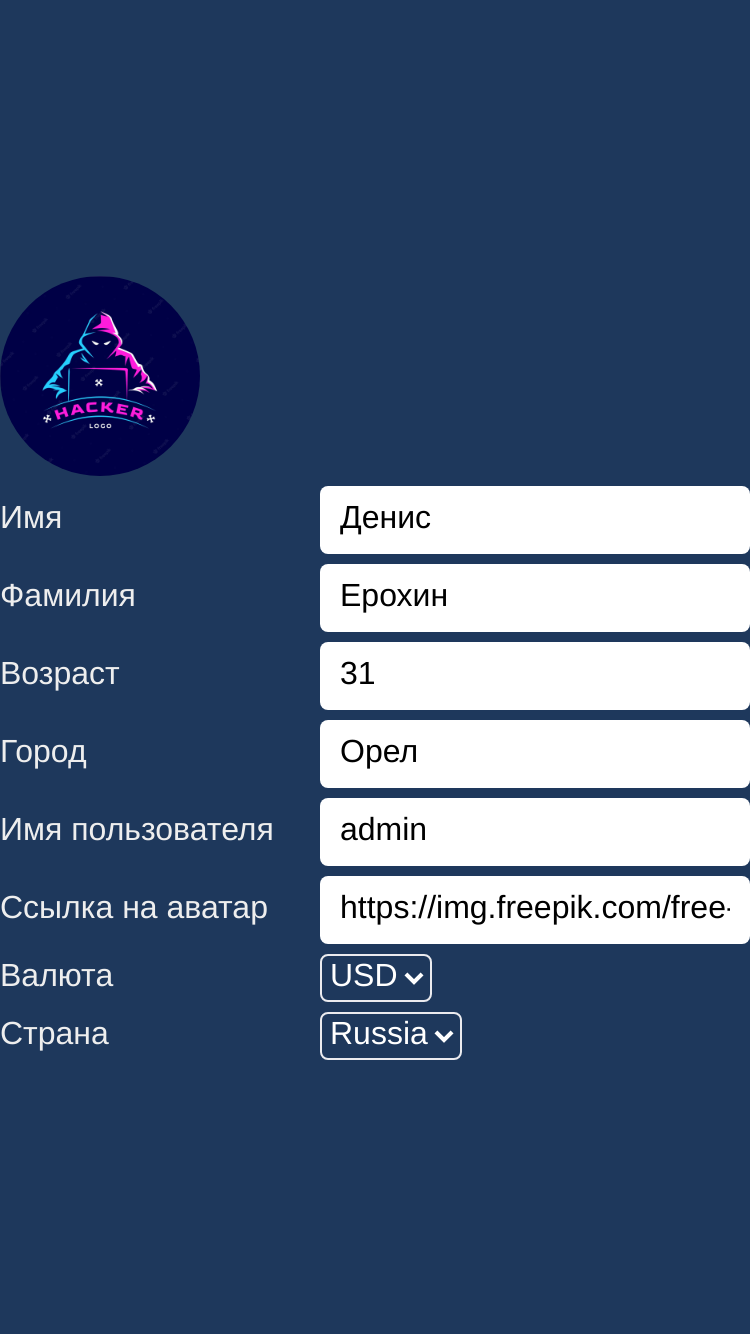 HACKER
LOGO
Имя Денис
Фамилия Ерохин
Возраст 31
Город Орел
Имя пользователя admin
Ссылка на аватар https://img.freepik.com/free-
Валюта USD
Страна Russia